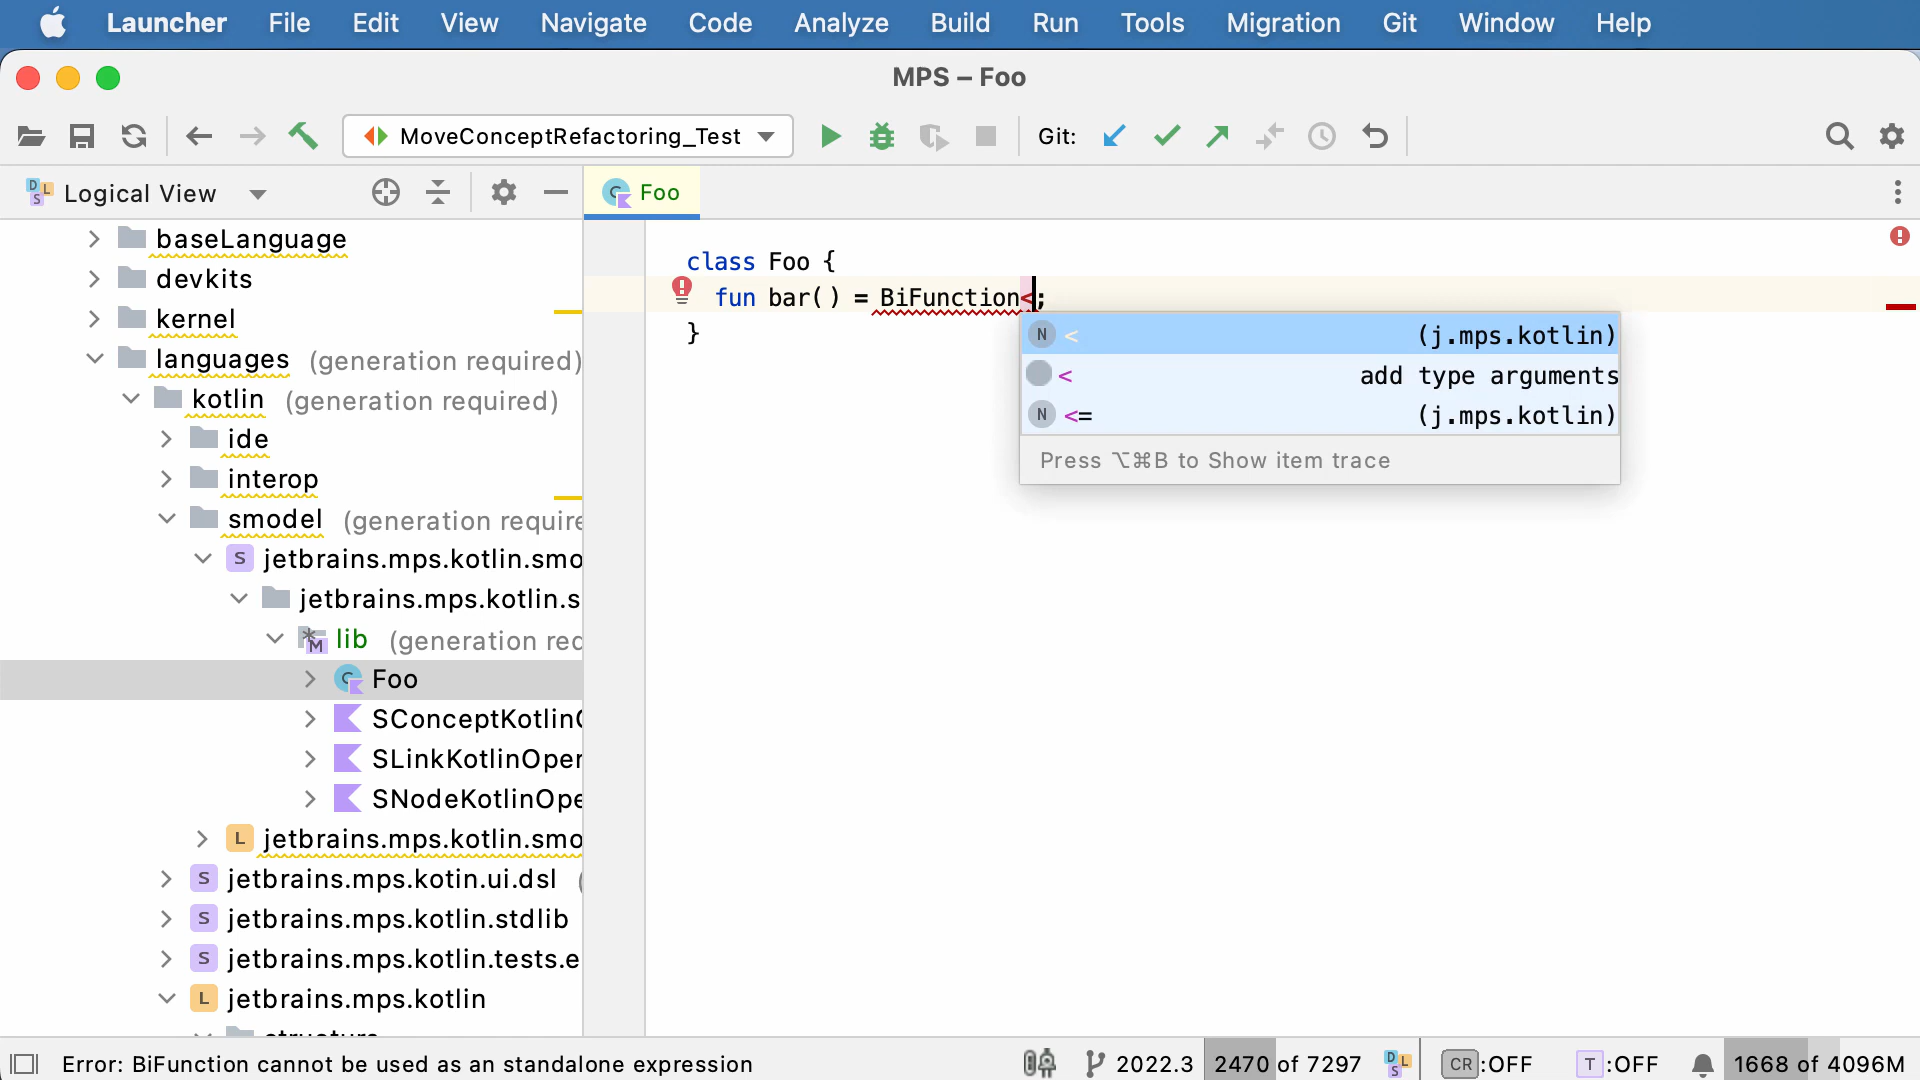 Launcher File Edit View Navigate Code Analyze Build Run Tools Migration Git Window Help
MPS – Foo
MoveConceptRefactoring_Test Git:
Logical View
Foo
baseLanguage
devkits
kernel
languages (generation required)
kotlin (generation required)
ide
interop
smodel (generation require
jetbrains.mps.kotlin.smo
jetbrains.mps.kotlin.s
lib (generation req
Foo
SConceptKotlin
SLinkKotlinOper
SNodeKotlinOpe
jetbrains.mps.kotlin.smo
jetbrains.mps.kotin.ui.dsl (
jetbrains.mps.kotlin.stdlib
jetbrains.mps.kotlin.tests.e
jetbrains.mps.kotlin
class Foo {
fun bar() = BiFunction<;
}
N < (j.mps.kotlin)
< add type arguments
N <= (j.mps.kotlin)
Press ⌥⌘B to Show item trace
Error: BiFunction cannot be used as an standalone expression
2022.3 2470 of 7297 CR:OFF T:OFF 1668 of 4096M